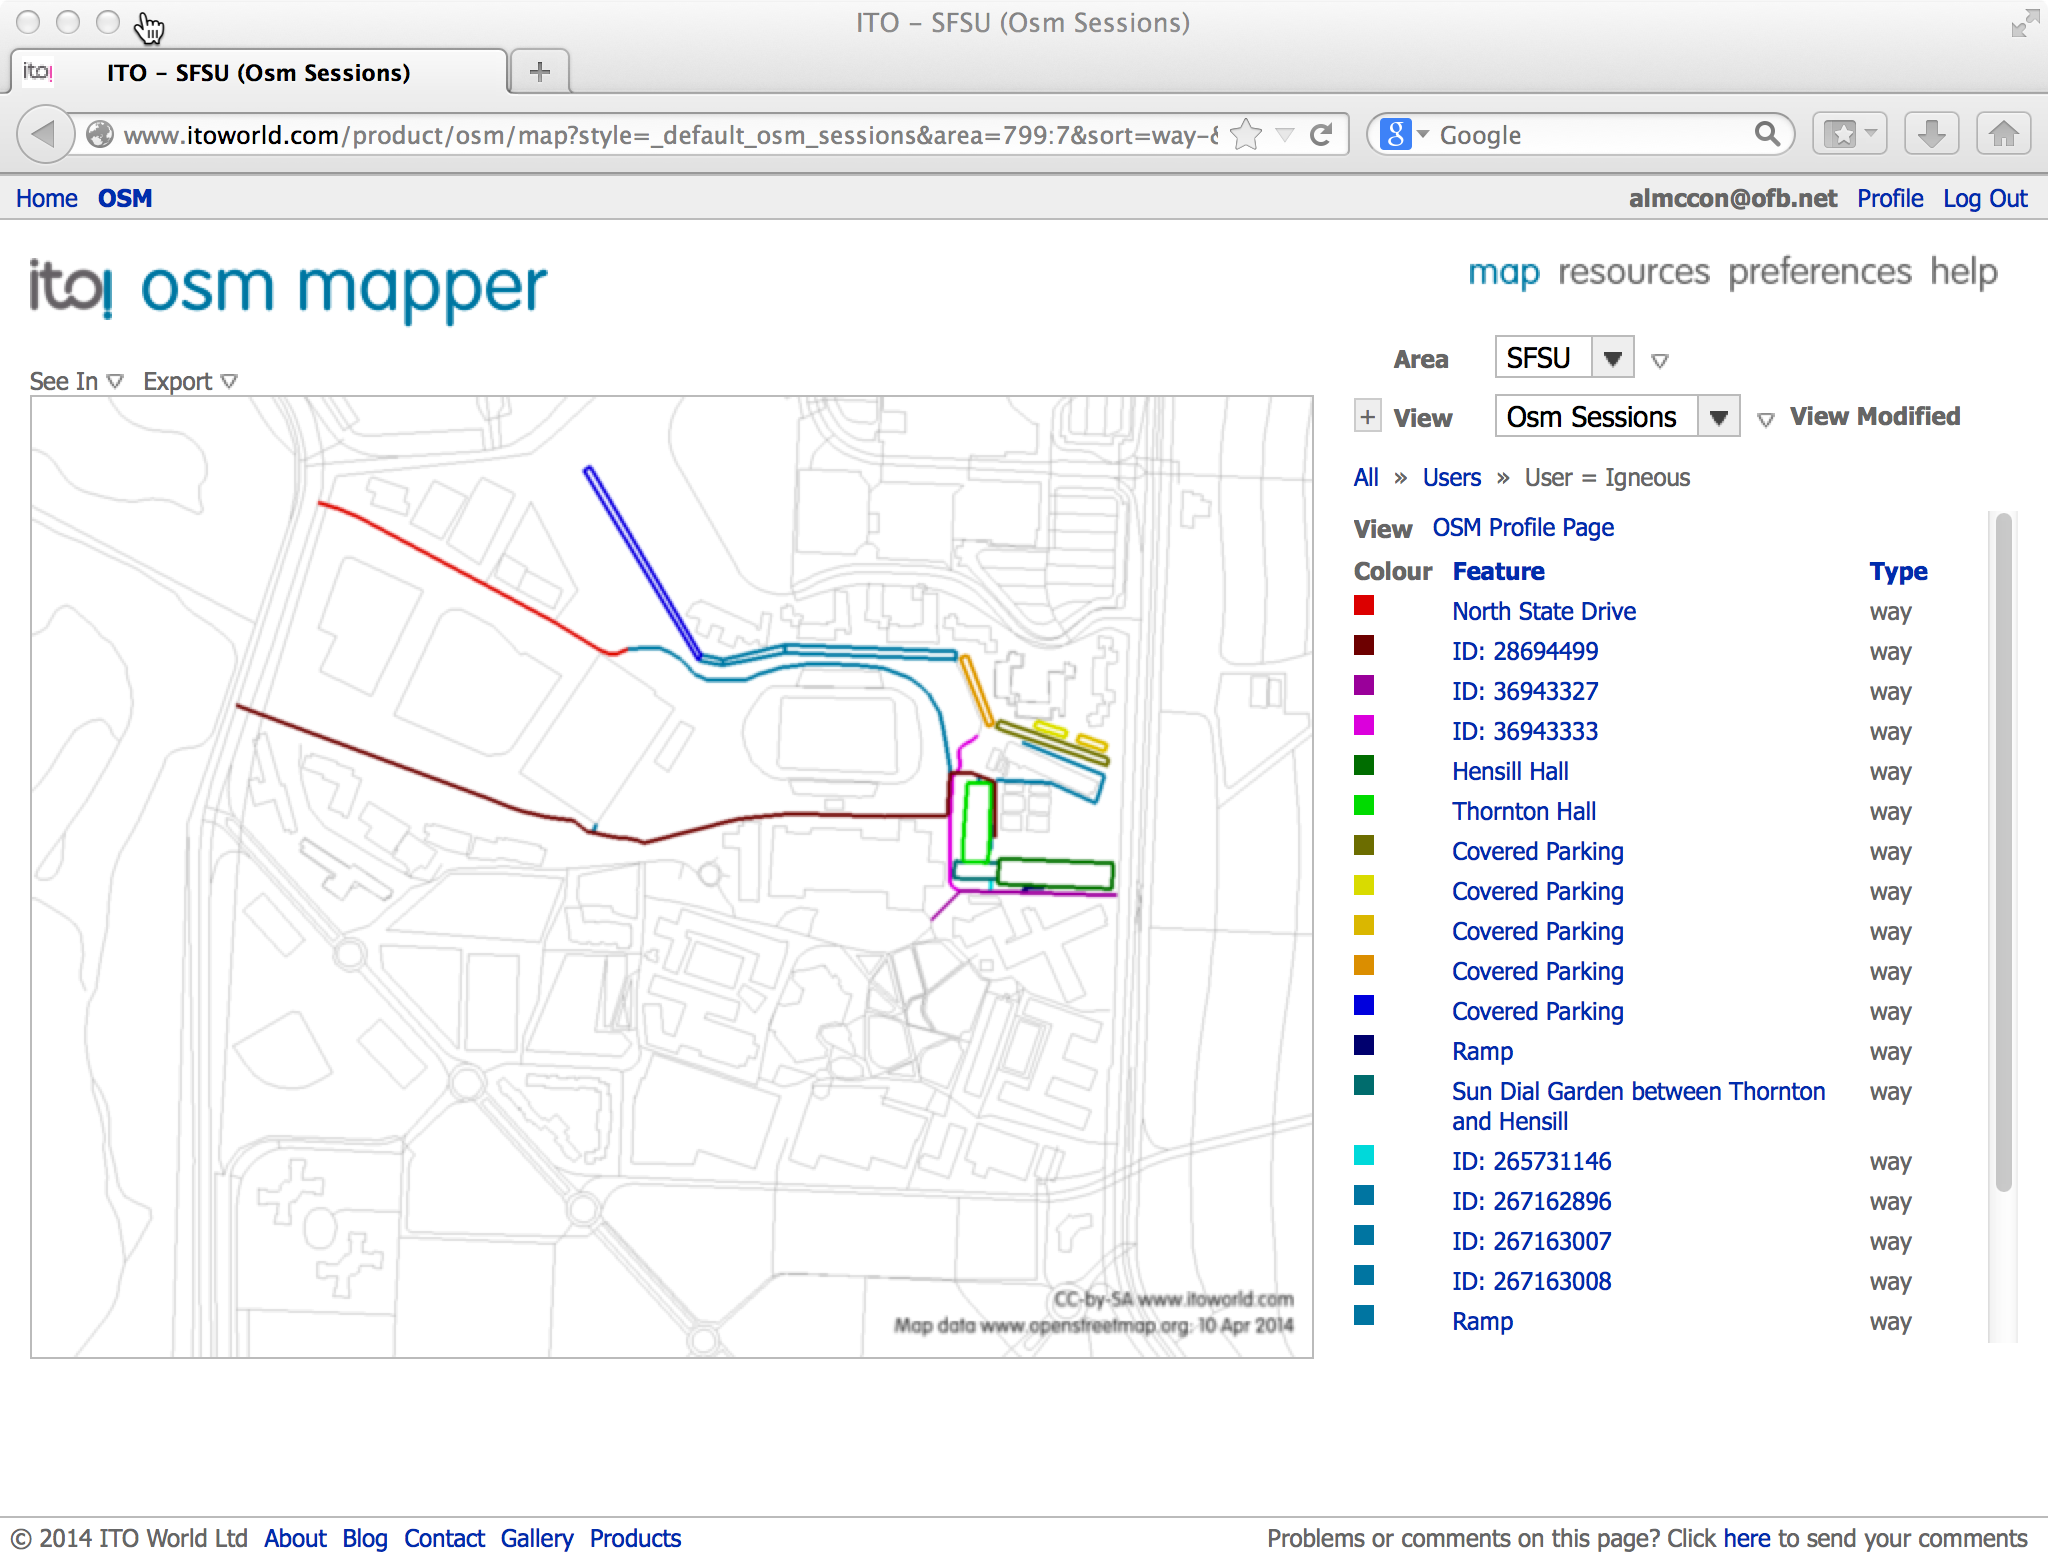 ITO – SFSU (Osm Sessions)
ito! ITO – SFSU (Osm Sessions) +
www.itoworld.com/product/osm/map?style=_default_osm_sessions&area=799:7&sort=way-& g Google
Home OSM almccon@ofb.net Profile Log Out
ito! osm mapper
map resources preferences help
Area SFSU
See In Export
+ View Osm Sessions View Modified
All » Users » User = Igneous
View OSM Profile Page
Colour Feature Type
North State Drive way
ID: 28694499 way
ID: 36943327 way
ID: 36943333 way
Hensill Hall way
Thornton Hall way
Covered Parking way
Covered Parking way
Covered Parking way
Covered Parking way
Covered Parking way
Ramp way
Sun Dial Garden between Thornton way
and Hensill
ID: 265731146 way
ID: 267162896 way
ID: 267163007 way
ID: 267163008 way
Ramp way
CC-by-SA www.itoworld.com
Map data www.openstreetmap.org: 10 Apr 2014
© 2014 ITO World Ltd About Blog Contact Gallery Products Problems or comments on this page? Click here to send your comments